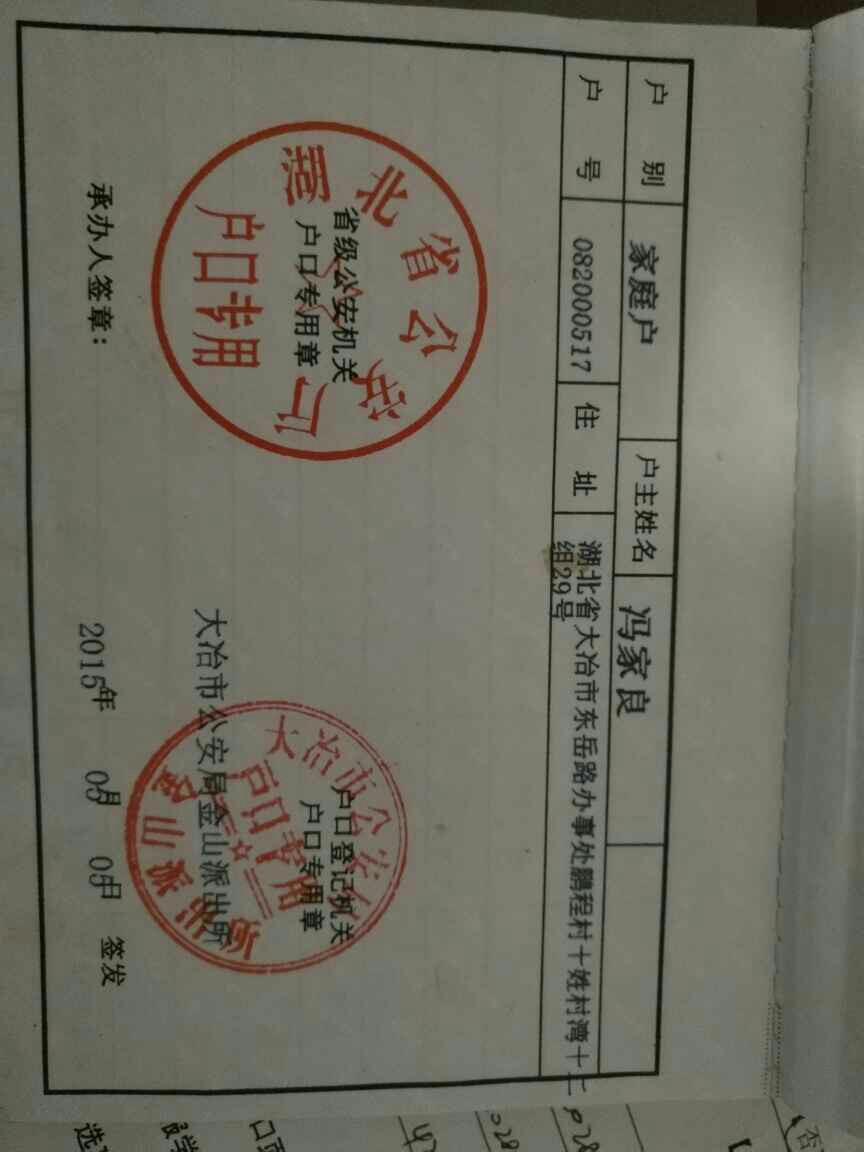 户 别 家庭户 户主姓名 冯家良
户 号 082000517 住 址 湖北省大冶市东岳路办事处鹏程村十姓村湾十二
组29号
湖北省公安厅
省级公安机关
户口专用章
户口专用
大冶市公安局
户口登记机关
户口专用章
户口专用
金山派出所
大冶市公安局金山派出所
承办人签章：
2015年 05月 05日 签发